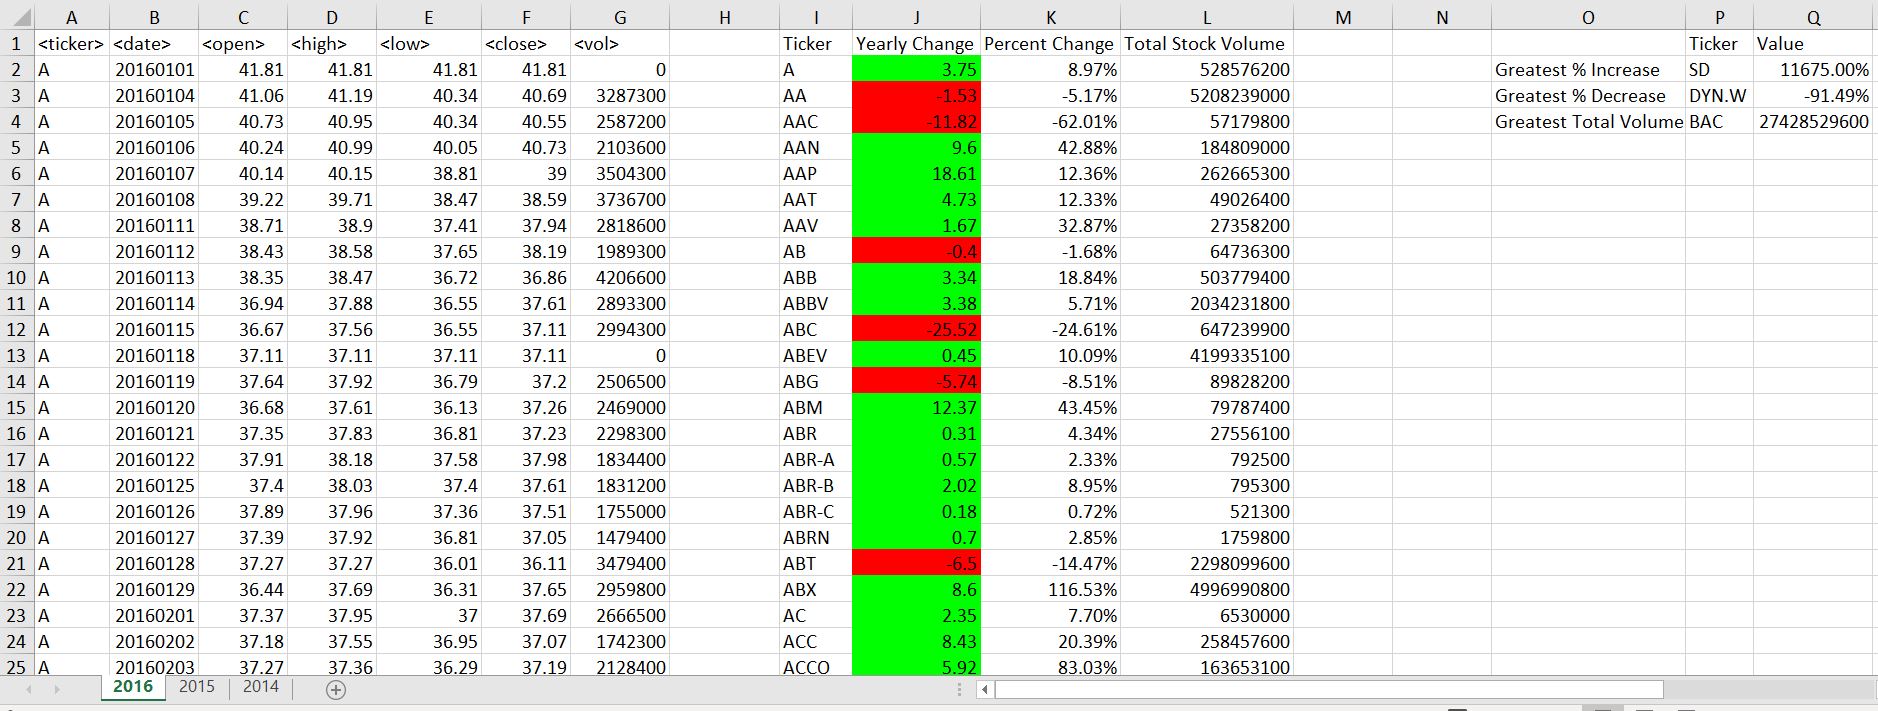 A B C D E F G H I J K L M N O P Q
1 <ticker> <date> <open> <high> <low> <close> <vol> Ticker Yearly Change Percent Change Total Stock Volume Ticker Value
2 A 20160101 41.81 41.81 41.81 41.81 0 A 3.75 8.97% 528576200 Greatest % Increase SD 11675.00%
3 A 20160104 41.06 41.19 40.34 40.69 3287300 AA -1.53 -5.17% 5208239000 Greatest % Decrease DYN.W -91.49%
4 A 20160105 40.73 40.95 40.34 40.55 2587200 AAC -11.82 -62.01% 57179800 Greatest Total Volume BAC 27428529600
5 A 20160106 40.24 40.99 40.05 40.73 2103600 AAN 9.6 42.88% 184809000
6 A 20160107 40.14 40.15 38.81 39 3504300 AAP 18.61 12.36% 262665300
7 A 20160108 39.22 39.71 38.47 38.59 3736700 AAT 4.73 12.33% 49026400
8 A 20160111 38.71 38.9 37.41 37.94 2818600 AAV 1.67 32.87% 27358200
9 A 20160112 38.43 38.58 37.65 38.19 1989300 AB -0.4 -1.68% 64736300
10 A 20160113 38.35 38.47 36.72 36.86 4206600 ABB 3.34 18.84% 503779400
11 A 20160114 36.94 37.88 36.55 37.61 2893300 ABBV 3.38 5.71% 2034231800
12 A 20160115 36.67 37.56 36.55 37.11 2994300 ABC -25.52 -24.61% 647239900
13 A 20160118 37.11 37.11 37.11 37.11 0 ABEV 0.45 10.09% 4199335100
14 A 20160119 37.64 37.92 36.79 37.2 2506500 ABG -5.74 -8.51% 89828200
15 A 20160120 36.68 37.61 36.13 37.26 2469000 ABM 12.37 43.45% 79787400
16 A 20160121 37.35 37.83 36.81 37.23 2298300 ABR 0.31 4.34% 27556100
17 A 20160122 37.91 38.18 37.58 37.98 1834400 ABR-A 0.57 2.33% 792500
18 A 20160125 37.4 38.03 37.4 37.61 1831200 ABR-B 2.02 8.95% 795300
19 A 20160126 37.89 37.96 37.36 37.51 1755000 ABR-C 0.18 0.72% 521300
20 A 20160127 37.39 37.92 36.81 37.05 1479400 ABRN 0.7 2.85% 1759800
21 A 20160128 37.27 37.27 36.01 36.11 3479400 ABT -6.5 -14.47% 2298099600
22 A 20160129 36.44 37.69 36.31 37.65 2959800 ABX 8.6 116.53% 4996990800
23 A 20160201 37.37 37.95 37 37.69 2666500 AC 2.35 7.70% 6530000
24 A 20160202 37.18 37.55 36.95 37.07 1742300 ACC 8.43 20.39% 258457600
25 A 20160203 37.27 37.36 36.29 37.19 2128400 ACCO 5.92 83.03% 163653100
2016 2015 2014